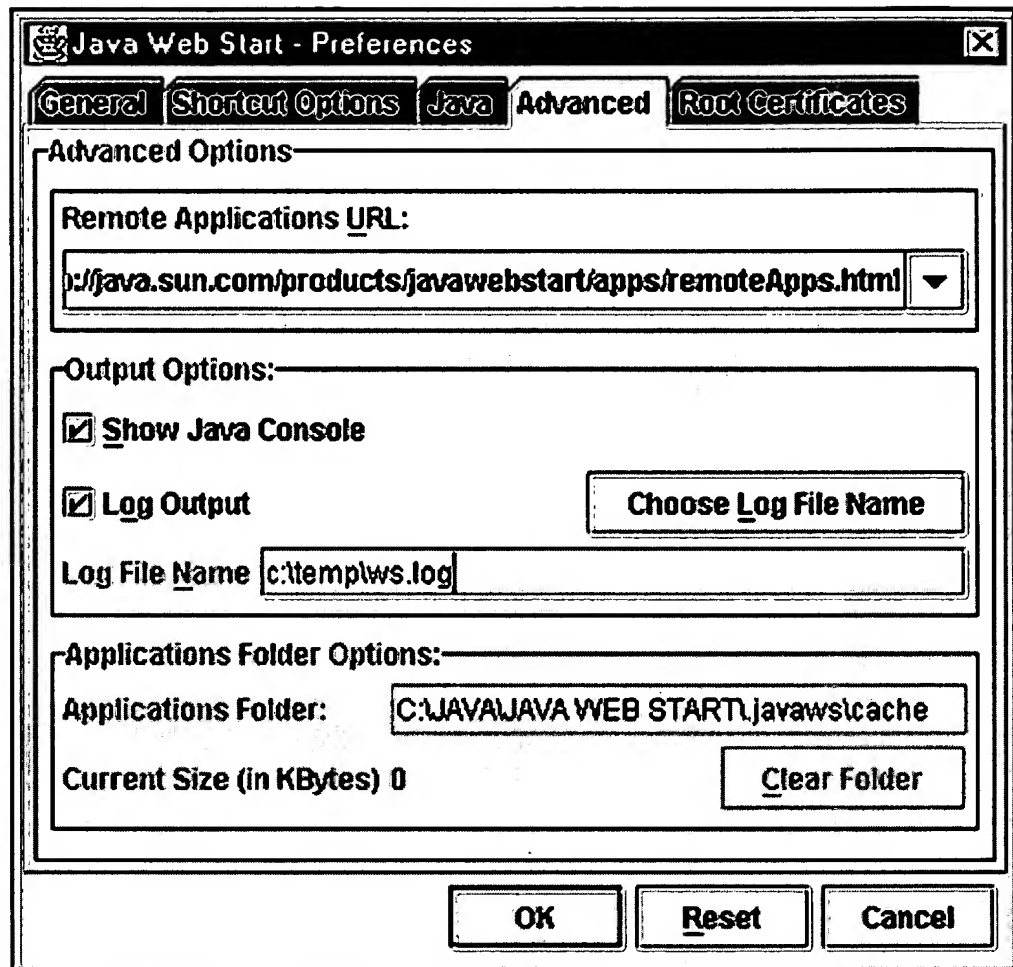 Java Web Start - Preferences
General Shortcut Options Java Advanced Root Certificates
Advanced Options
Remote Applications URL:
://java.sun.com/products/javawebstart/apps/remoteApps.html
Output Options:
Show Java Console
Log Output Choose Log File Name
Log File Name c:\temp\ws.log
Applications Folder Options:
Applications Folder: C:\JAVA\JAVA WEB START\.javaws\cache
Current Size (in KBytes) 0 Clear Folder
OK Reset Cancel